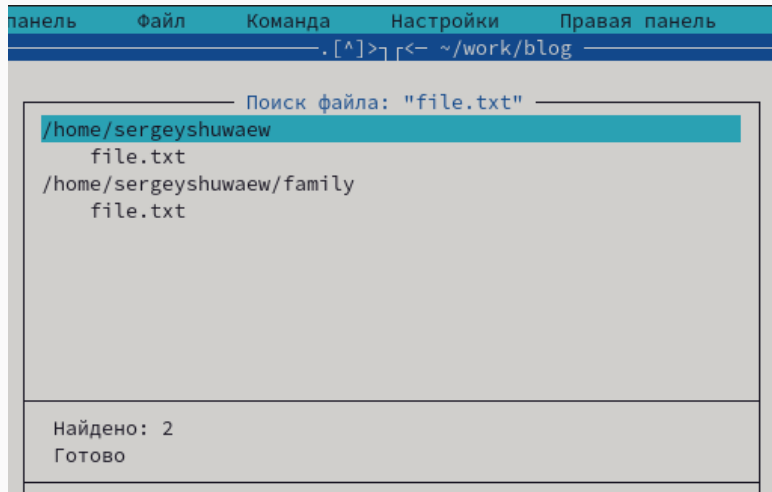 панель Файл Команда Настройки Правая панель
.[^]>┐┌<─ ~/work/blog
Поиск файла: "file.txt"
/home/sergeyshuwaew
file.txt
/home/sergeyshuwaew/family
file.txt
Найдено: 2
Готово